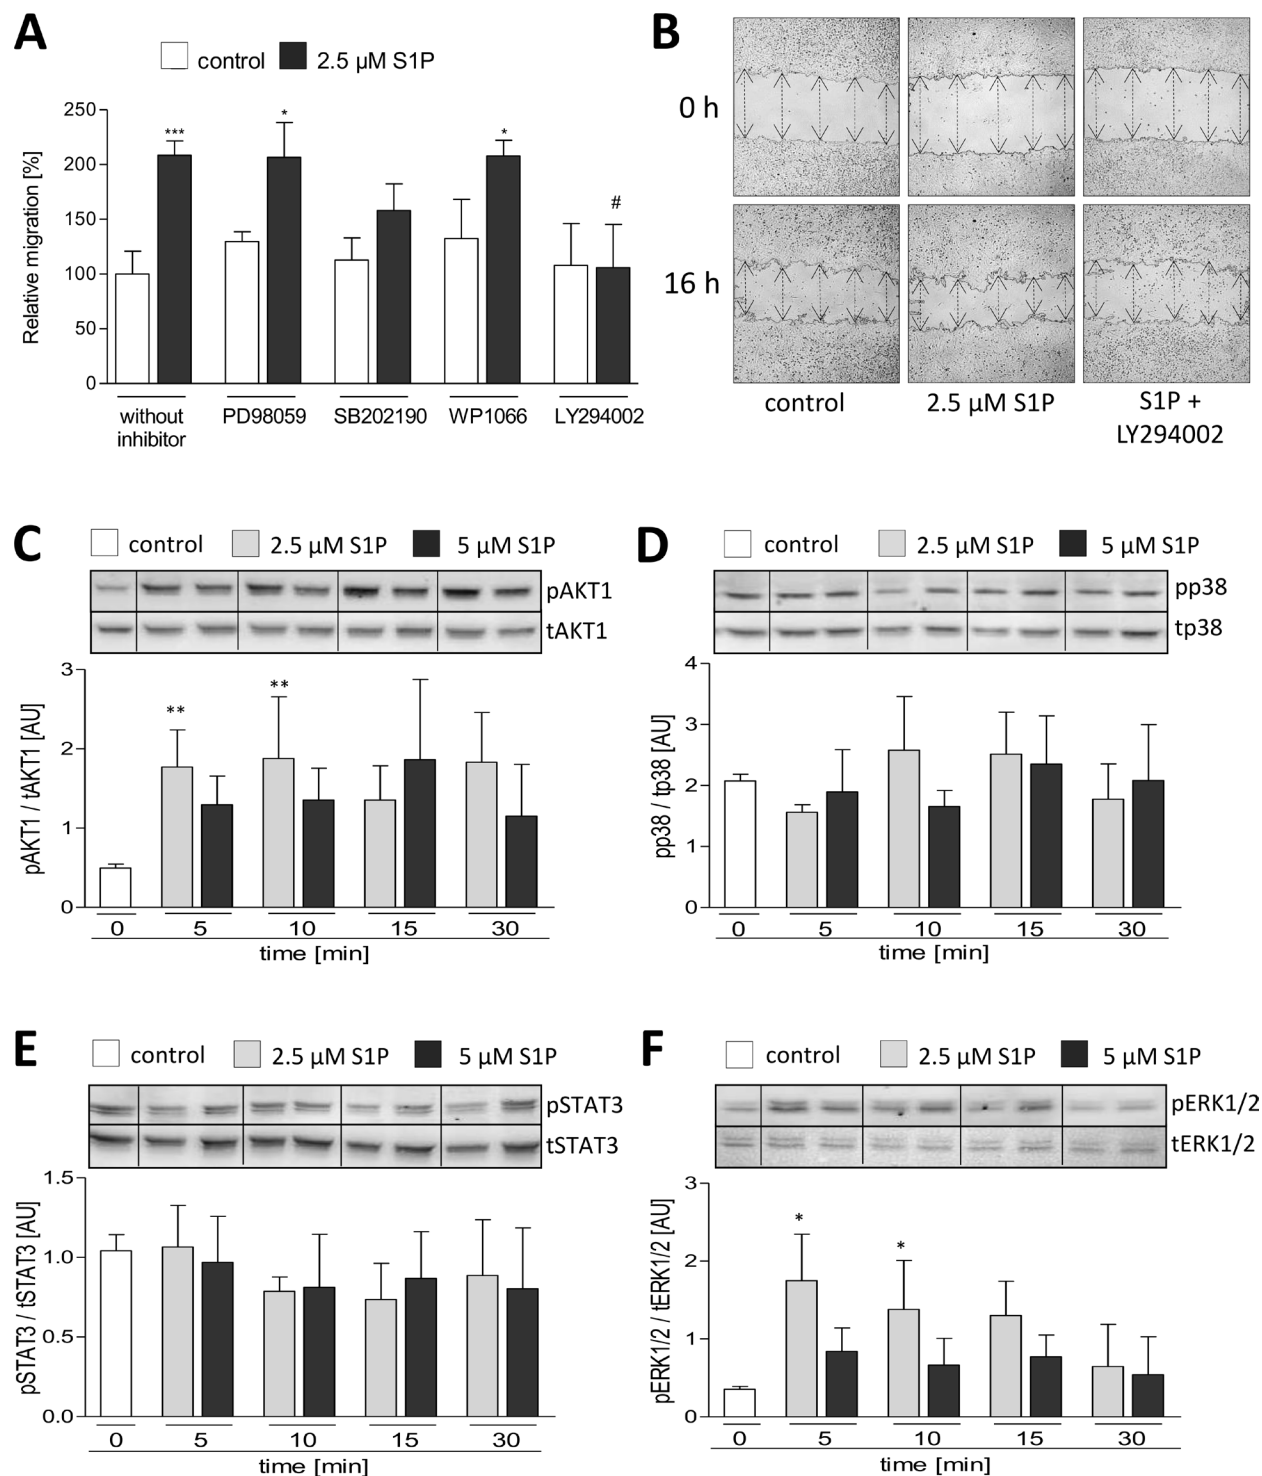 A
control
2.5 µM S1P
Relative migration [%]
250
200
150
100
50
0
***
*
*
#
without
inhibitor
PD98059
SB202190
WP1066
LY294002
B
0 h
16 h
control
2.5 µM S1P
S1P +
LY294002
C
control
2.5 µM S1P
5 µM S1P
pAKT1
tAKT1
pAKT1 / tAKT1 [AU]
3
2
1
0
**
**
0 5 10 15 30
time [min]
D
control
2.5 µM S1P
5 µM S1P
pp38
tp38
pp38 / tp38 [AU]
4
3
2
1
0
0 5 10 15 30
time [min]
E
control
2.5 µM S1P
5 µM S1P
pSTAT3
tSTAT3
pSTAT3 / tSTAT3 [AU]
1.5
1.0
0.5
0.0
0 5 10 15 30
time [min]
F
control
2.5 µM S1P
5 µM S1P
pERK1/2
tERK1/2
pERK1/2 / tERK1/2 [AU]
3
2
1
0
*
*
0 5 10 15 30
time [min]